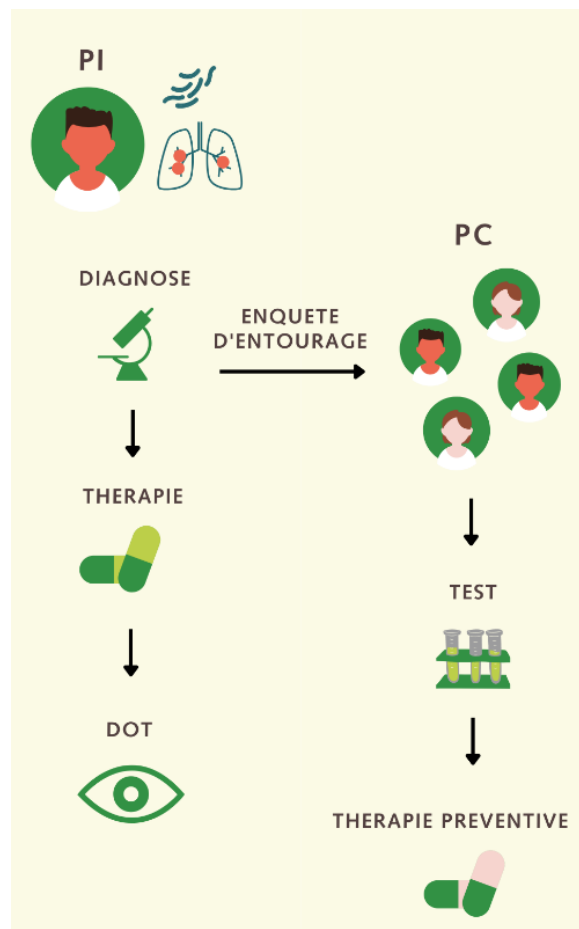 PI
PC
DIAGNOSE
ENQUETE
D'ENTOURAGE
THERAPIE
TEST
DOT
THERAPIE PREVENTIVE